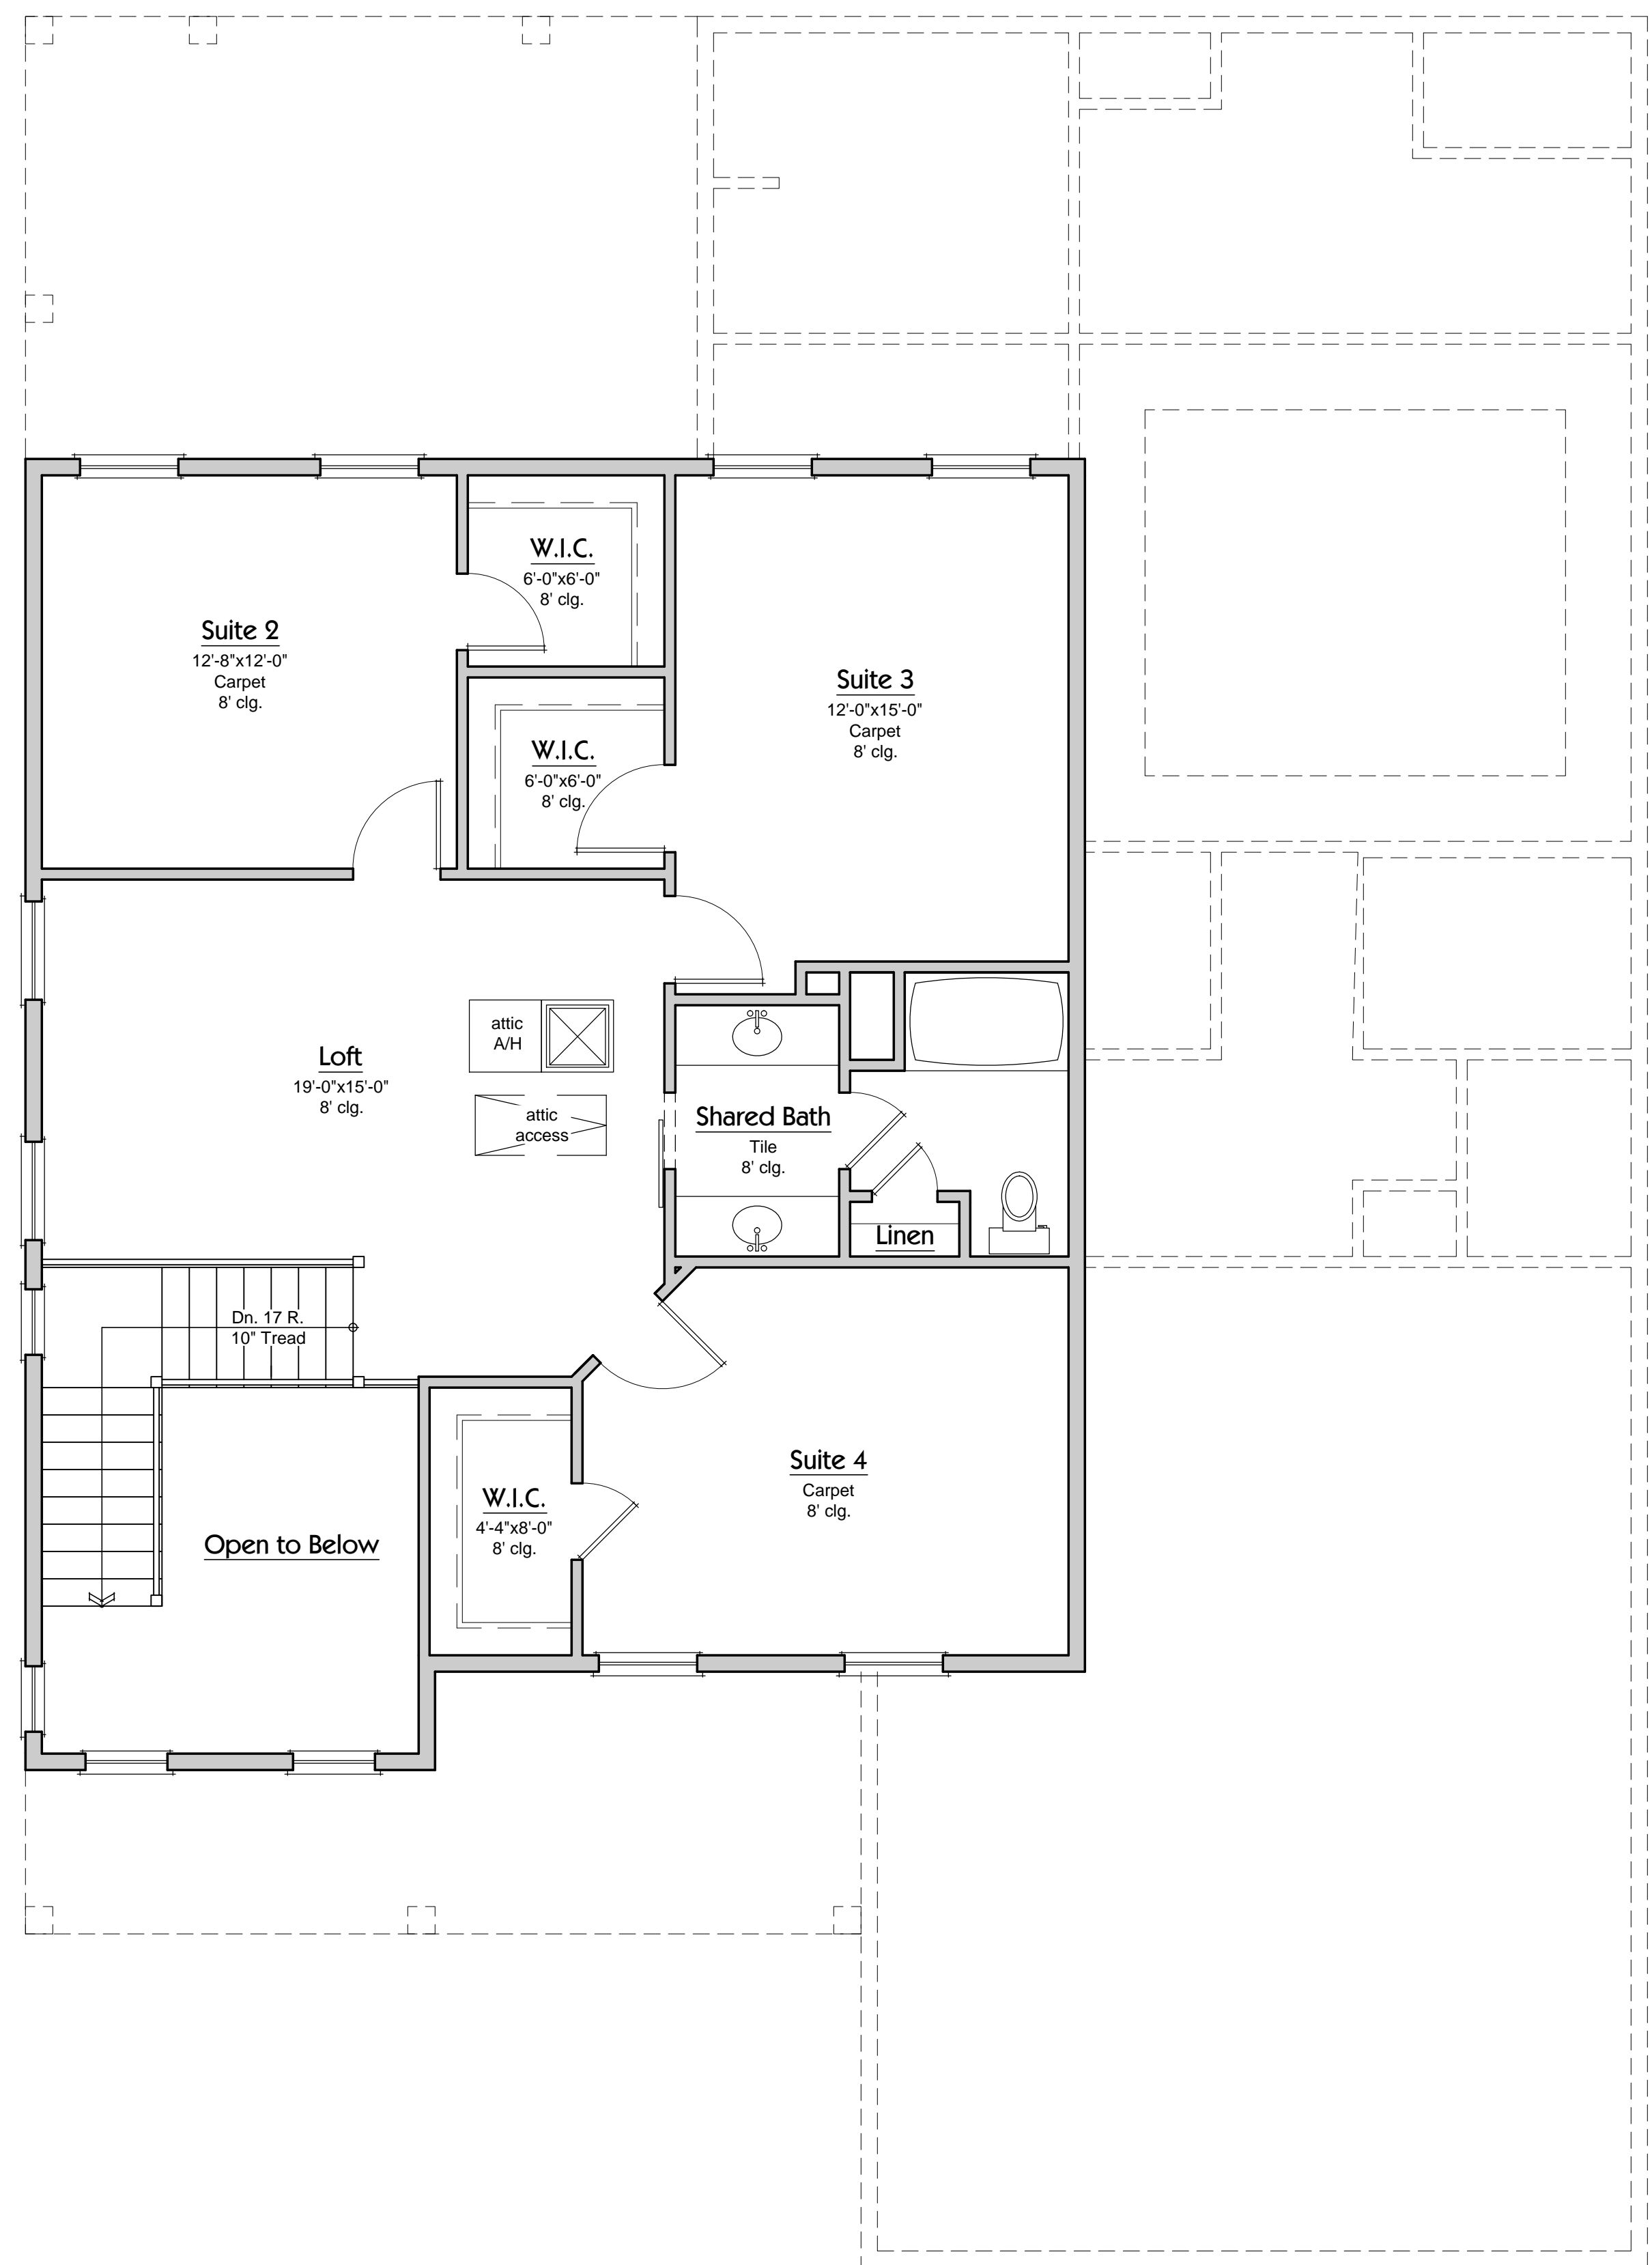 W.I.C.
6'-0"x6'-0"
8' clg.
Suite 2
12'-8"x12'-0"
Carpet
8' clg.
Suite 3
12'-0"x15'-0"
Carpet
8' clg.
W.I.C.
6'-0"x6'-0"
8' clg.
attic
A/H
Loft
19'-0"x15'-0"
8' clg.
attic
access
Shared Bath
Tile
8' clg.
Linen
Dn. 17 R.
10" Tread
Suite 4
Carpet
8' clg.
W.I.C.
4'-4"x8'-0"
8' clg.
Open to Below